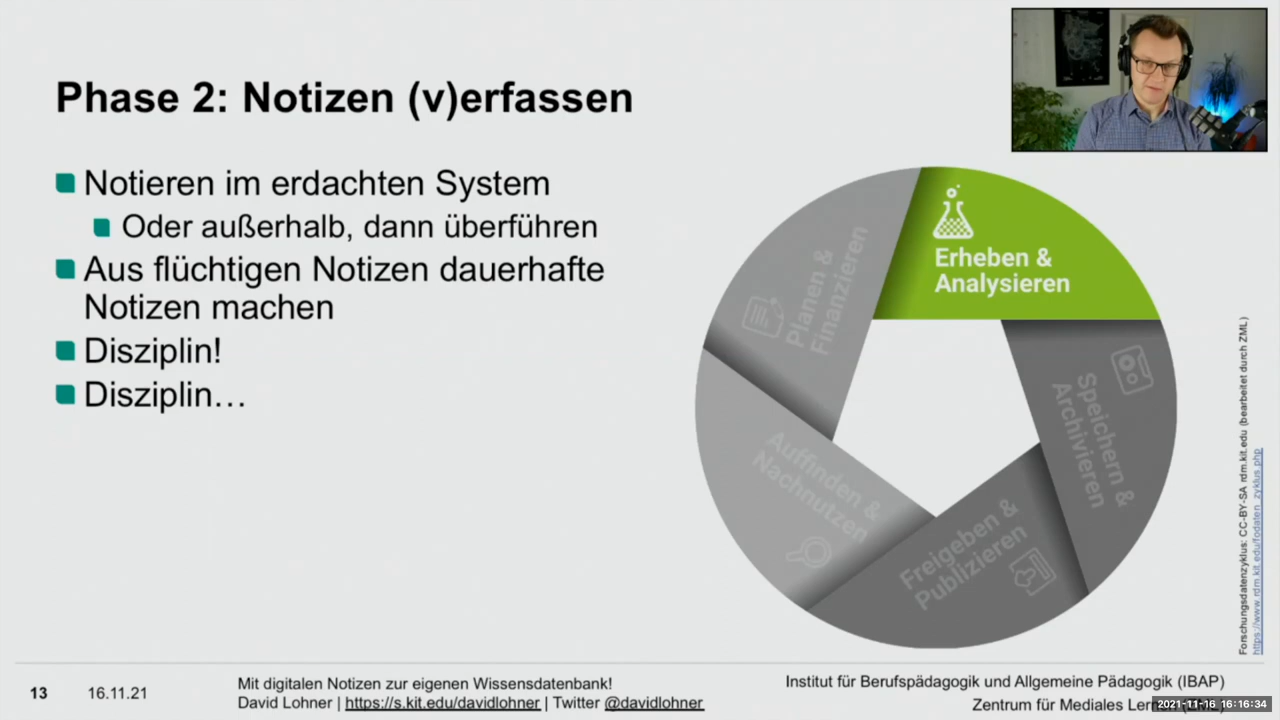 Phase 2: Notizen (v)erfassen
Notieren im erdachten System
Oder außerhalb, dann überführen
Aus flüchtigen Notizen dauerhafte
Notizen machen
Disziplin!
Disziplin…
Erheben &
Analysieren
Planen &
Finanzieren
Speichern &
Archivieren
Auffinden &
Nachnutzen
Freigeben &
Publizieren
Forschungsdatenzyklus: CC-BY-SA rdm.kit.edu (bearbeitet durch ZML)
https://www.rdm.kit.edu/fodaten_zyklus.php
13
16.11.21
Mit digitalen Notizen zur eigenen Wissensdatenbank!
David Lohner | https://s.kit.edu/davidlohner | Twitter @davidlohner
Institut für Berufspädagogik und Allgemeine Pädagogik (IBAP)
Zentrum für Mediales
2021-11-16 16:16:34